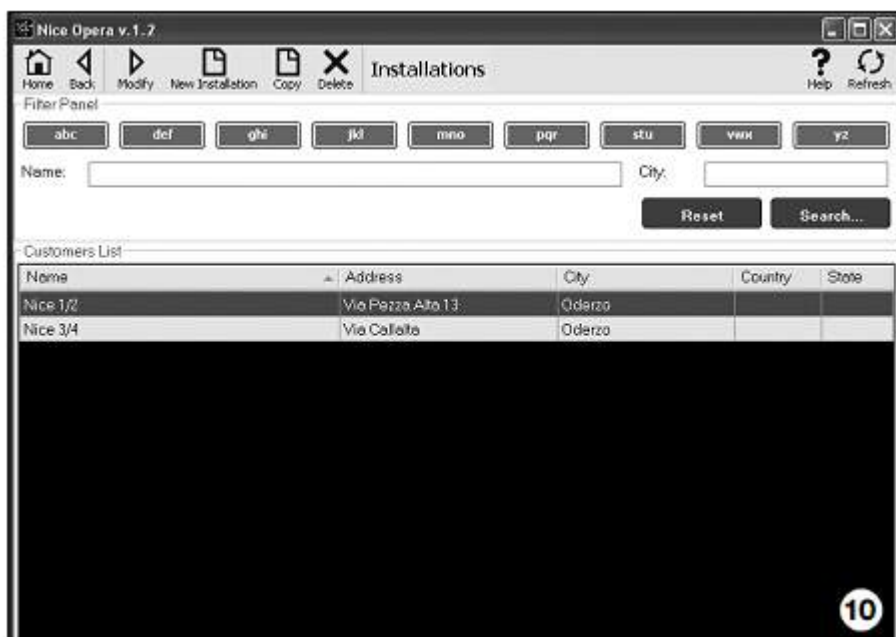 Nice Opera v.1.2
Home Back Modify New Installation Copy Delete Installations Help Refresh
Filter Panel
abc def ghi jkl mno pqr stu vwx yz
Name: City:
Reset Search...
Customers List
Name Address City Country State
Nice 1/2 Via Pezza Alta 13 Oderzo
Nice 3/4 Via Callalta Oderzo
10